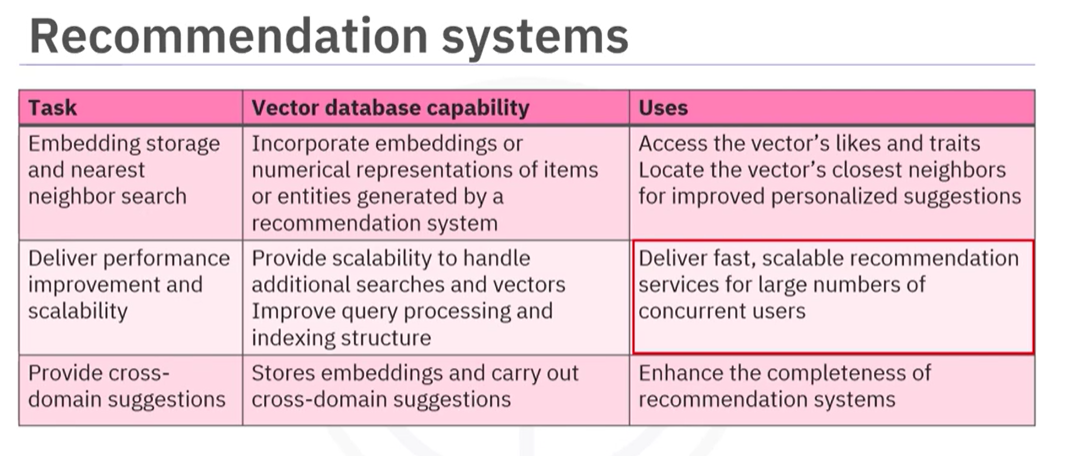 Recommendation systems
Task
Vector database capability
Uses
Embedding storage
and nearest
neighbor search
Incorporate embeddings or
numerical representations of items
or entities generated by a
recommendation system
Access the vector's likes and traits
Locate the vector's closest neighbors
for improved personalized suggestions
Deliver performance
improvement and
scalability
Provide scalability to handle
additional searches and vectors
Improve query processing and
indexing structure
Deliver fast, scalable recommendation
services for large numbers of
concurrent users
Provide cross-
domain suggestions
Stores embeddings and carry out
cross-domain suggestions
Enhance the completeness of
recommendation systems